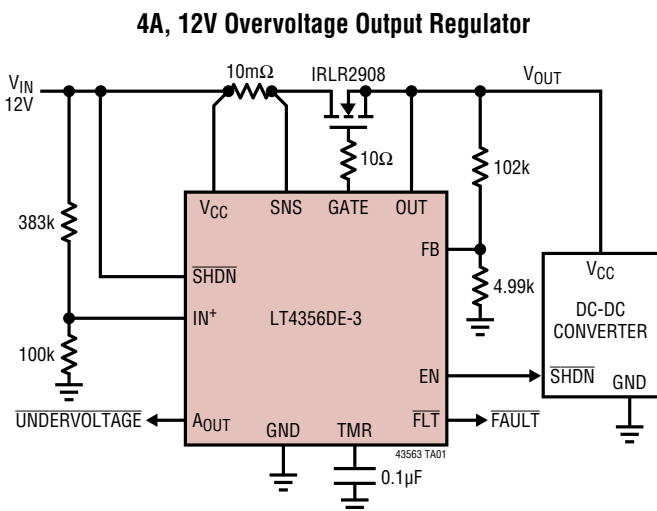 4A, 12V Overvoltage Output Regulator
10mΩ
IRLR2908
VIN
12V
VOUT
10Ω
102k
383k
VCC
SNS
GATE
OUT
FB
4.99k
VCC
SHDN
DC-DC
CONVERTER
IN+
LT4356DE-3
100k
EN
SHDN
GND
UNDERVOLTAGE
AOUT
GND
TMR
FLT
FAULT
43563 TA01
0.1µF